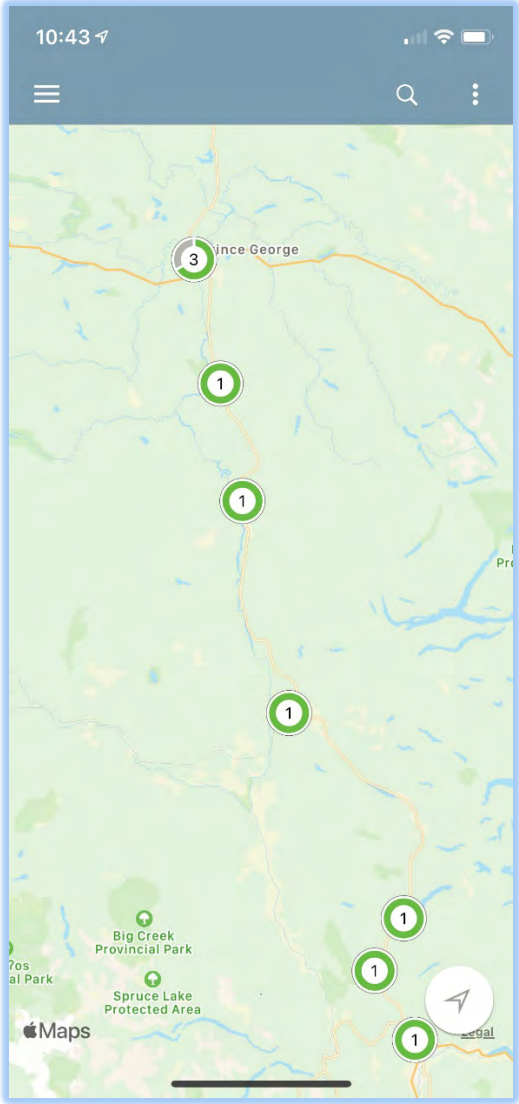 10:43
3
ince George
1
1
Pro
1
1
Big Creek
Provincial Park
?os
al Park
1
Spruce Lake
Protected Area
Maps
Legal
1